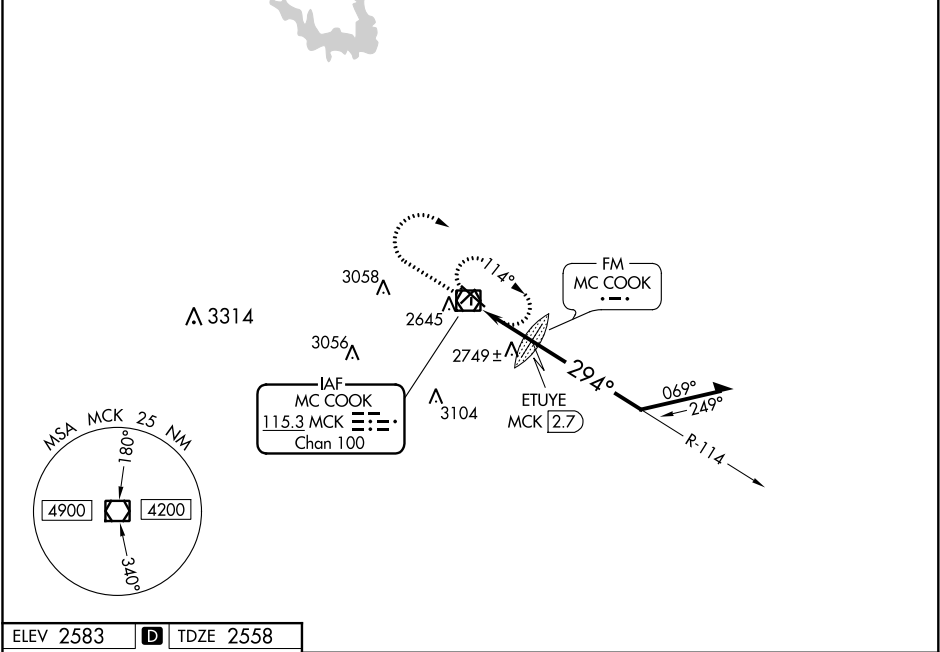 114°
FM
MC COOK
3058
3314
2645
3056
2749 ±
294°
IAF
MC COOK
115.3 MCK
Chan 100
3104
ETUYE
MCK 2.7
069°
249°
R-114
MSA MCK 25 NM
180°
4900
4200
340°
ELEV 2583 D TDZE 2558